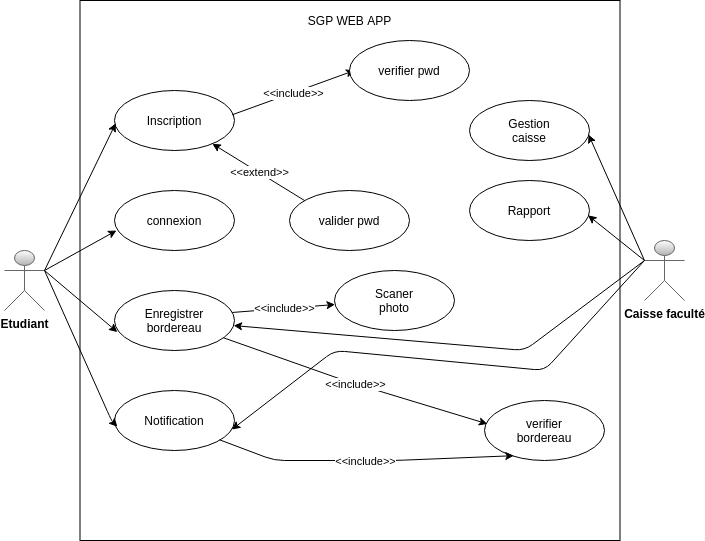 SGP WEB APP
verifier pwd
<<include>>
Inscription
Gestion
caisse
<<extend>>
connexion
valider pwd
Rapport
Scaner
photo
<<include>>
Enregistrer
bordereau
Etudiant
Caisse faculté
<<include>>
Notification
verifier
bordereau
<<include>>